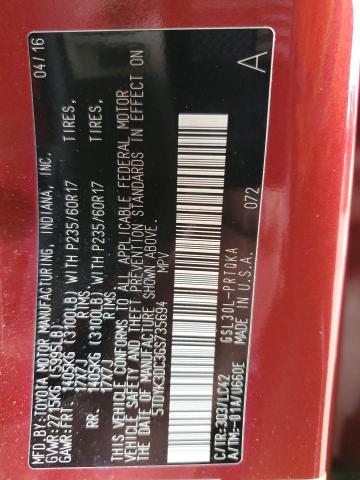 MFD.BY:TOYOTA MOTOR MANUFACTURING, INDIANA, INC. 04/16
GVWR:2715KG (5995LB)
GAWR:FRT. 1405KG (3100LB) WITH P235/60R17 TIRES,
17X7J RIMS
RR. 1405KG (3100LB) WITH P235/60R17 TIRES,
17X7J RIMS
THIS VEHICLE CONFORMS TO ALL APPLICABLE FEDERAL MOTOR
VEHICLE SAFETY, BUMPER, AND THEFT PREVENTION STANDARDS IN EFFECT ON
THE DATE OF MANUFACTURE SHOWN ABOVE.
5TDYK3DC3GS735694 MPV A
072
GSL30L-PRTQKA
C/TR:3Q3/LC42 MADE IN U.S.A.
A/TM:-01A/U660E